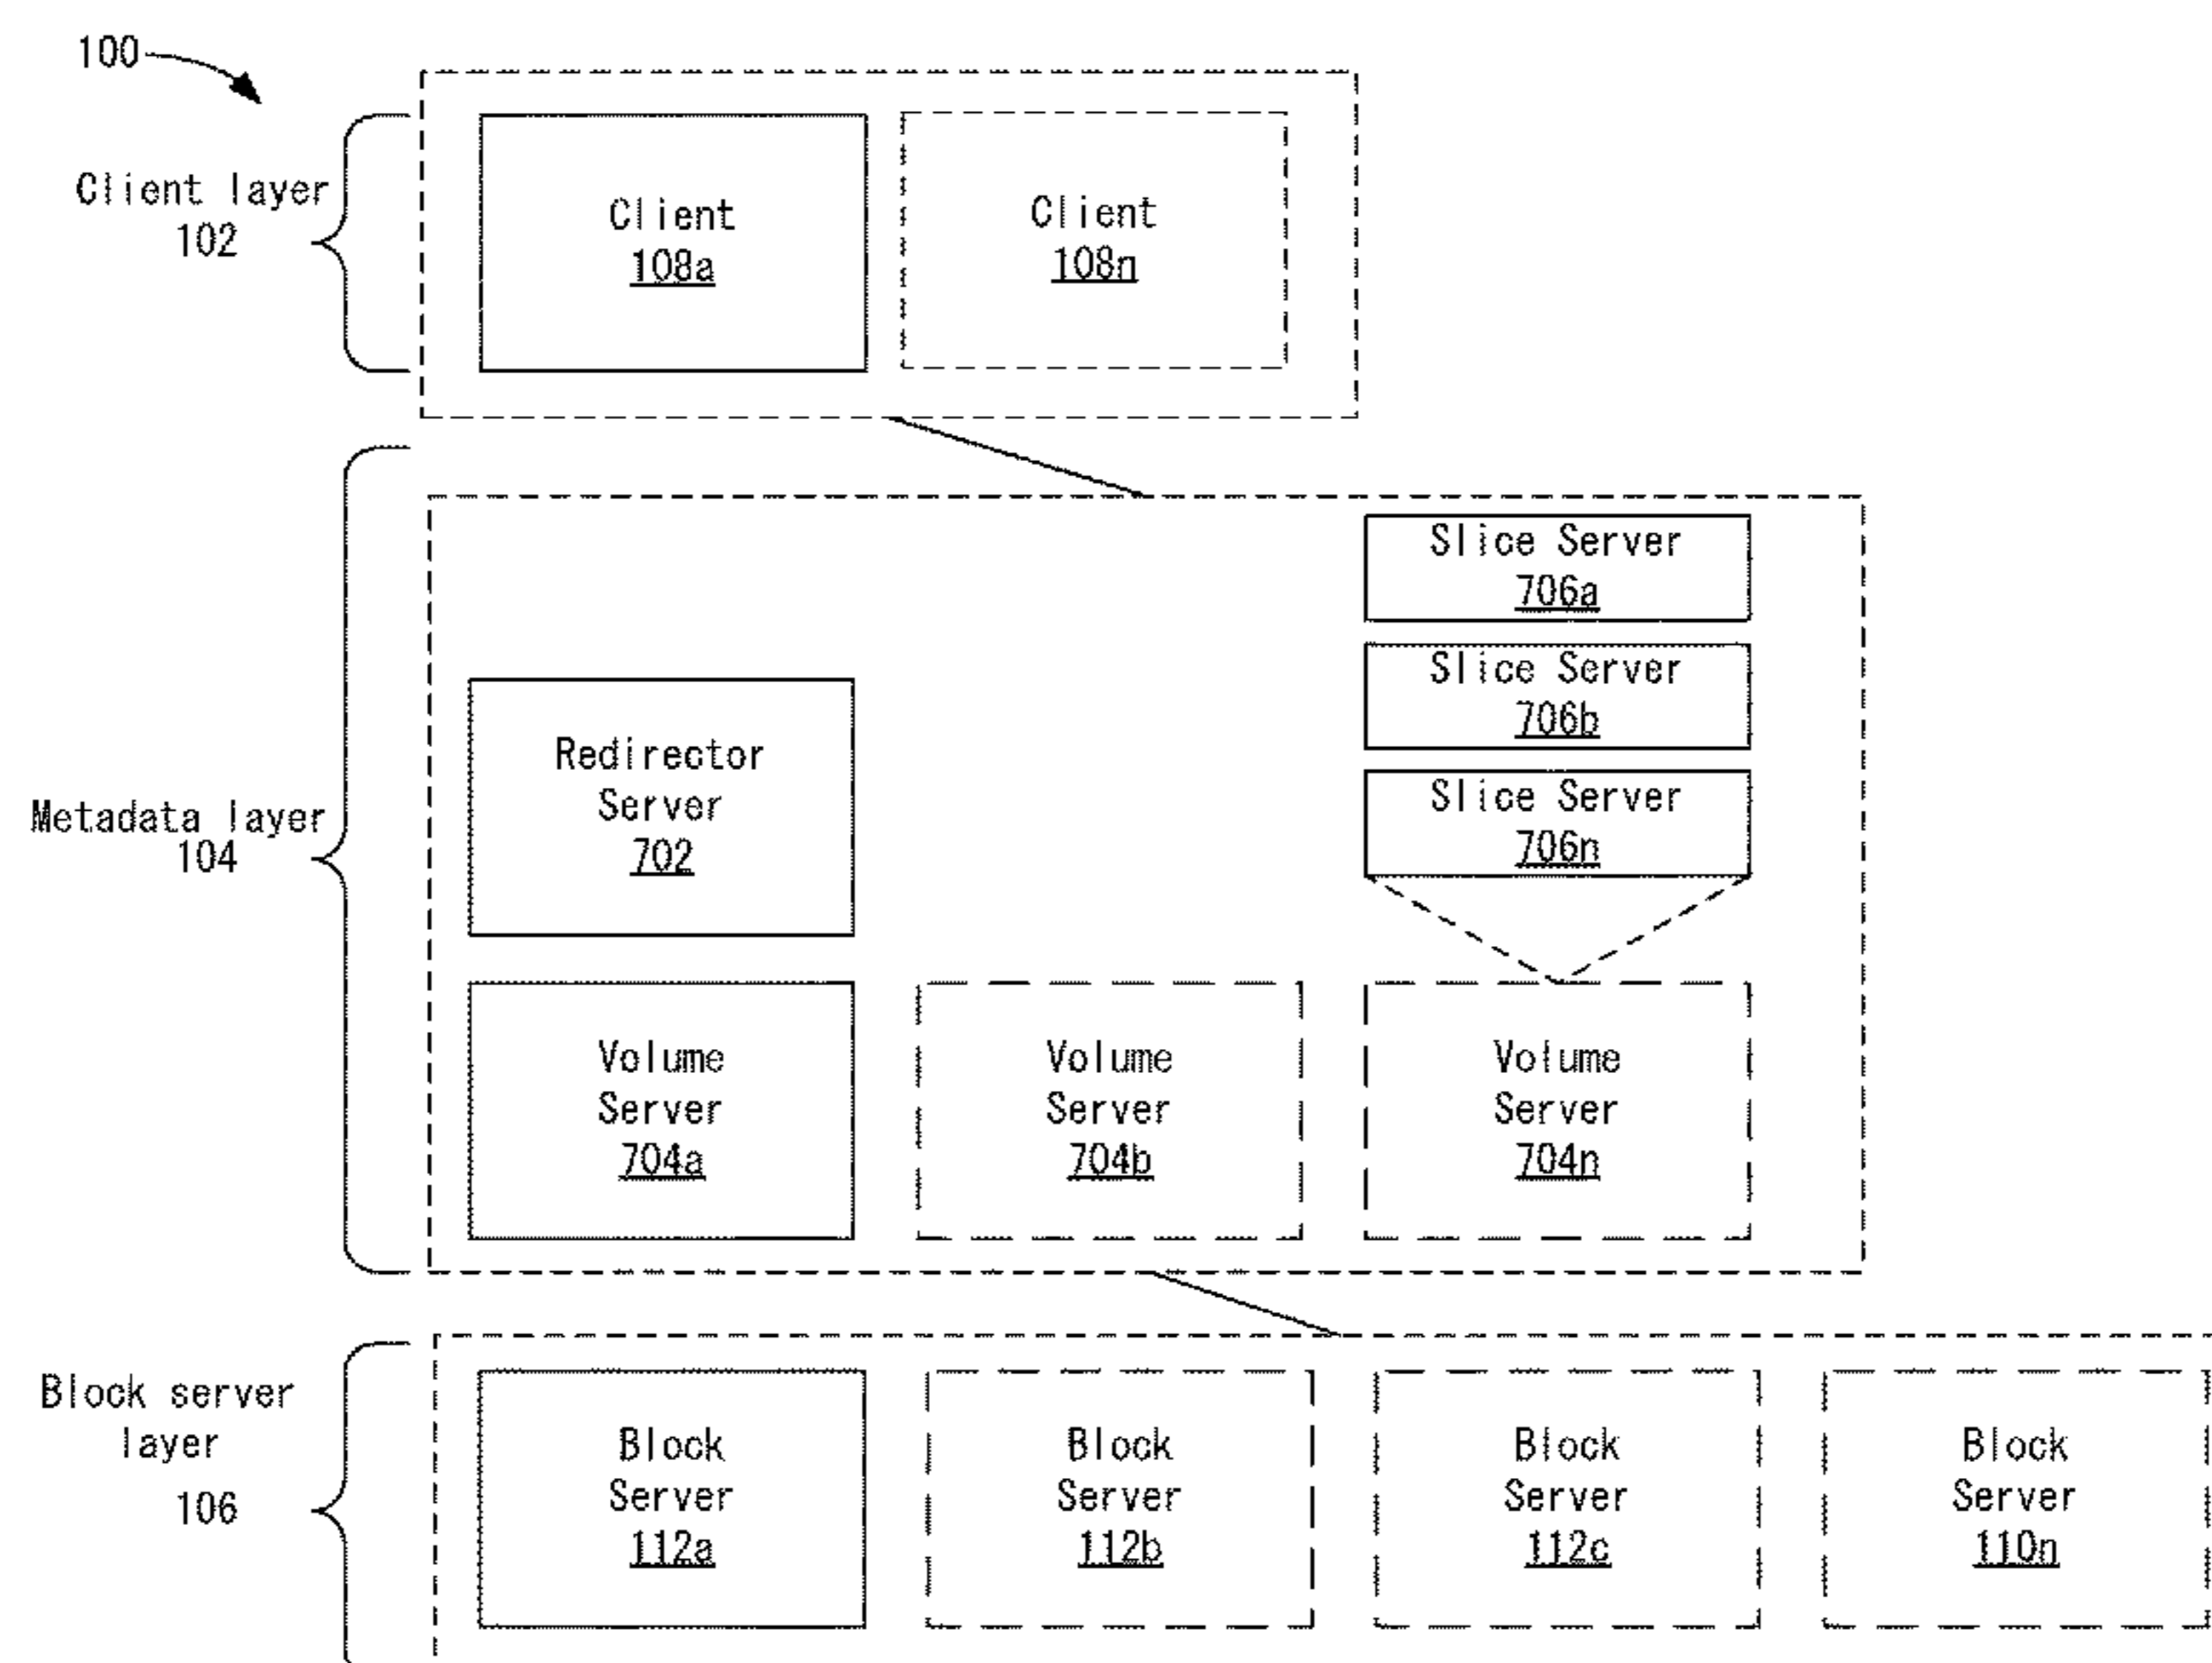 100
Client layer
102
Client
108a
Client
108n
Metadata layer
104
Slice Server
706a
Slice Server
706b
Slice Server
706n
Redirector
Server
702
Volume
Server
704a
Volume
Server
704b
Volume
Server
704n
Block server
layer
106
Block
Server
112a
Block
Server
112b
Block
Server
112c
Block
Server
110n